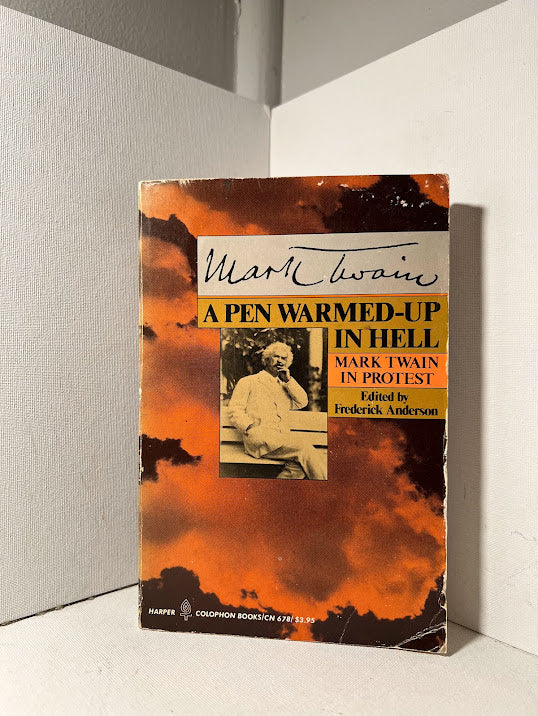 Mark Twain
A PEN WARMED-UP
IN HELL
MARK TWAIN
IN PROTEST
Edited by
Frederick Anderson
HARPER COLOPHON BOOKS/CN 678/$3.95